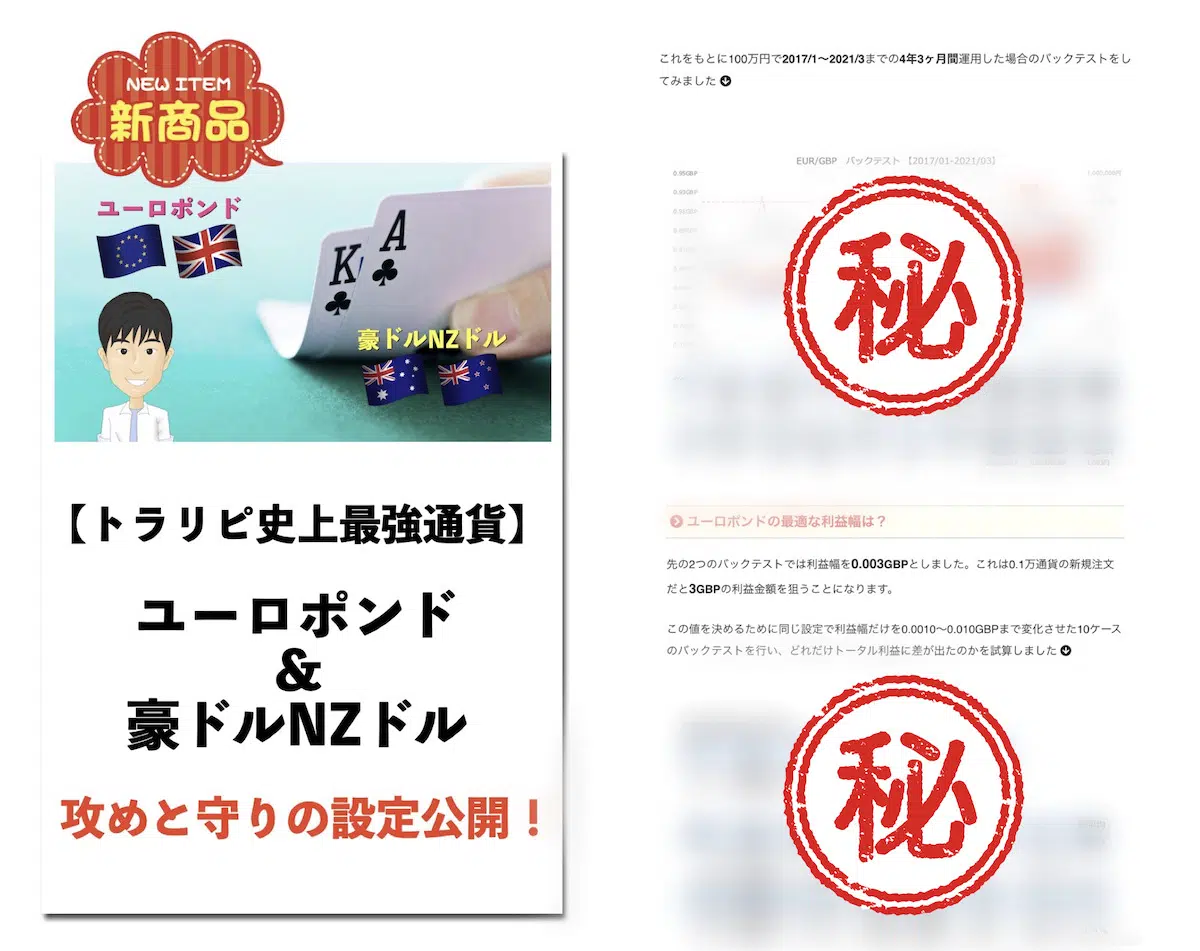 NEW ITEM
新商品
ユーロポンド
K
A
豪ドルNZドル
【トラリピ史上最強通貨】
ユーロポンド
&
豪ドルNZドル
攻めと守りの設定公開！
これをもとに100万円で2017/1〜2021/3までの4年3ヶ月間運用した場合のバックテストをし
てみました
EUR/GBP バックテスト 【2017/01-2021/03】
0.95GBP
0.93GBP
秘
ユーロポンドの最適な利益幅は？
先の2つのバックテストでは利益幅を0.003GBPとしました。これは0.1万通貨の新規注文
だと3GBPの利益金額を狙うことになります。
この値を決めるために同じ設定で利益幅だけを0.0010〜0.010GBPまで変化させた10ケース
のバックテストを行い、どれだけトータル利益に差が出たのかを試算しました
秘